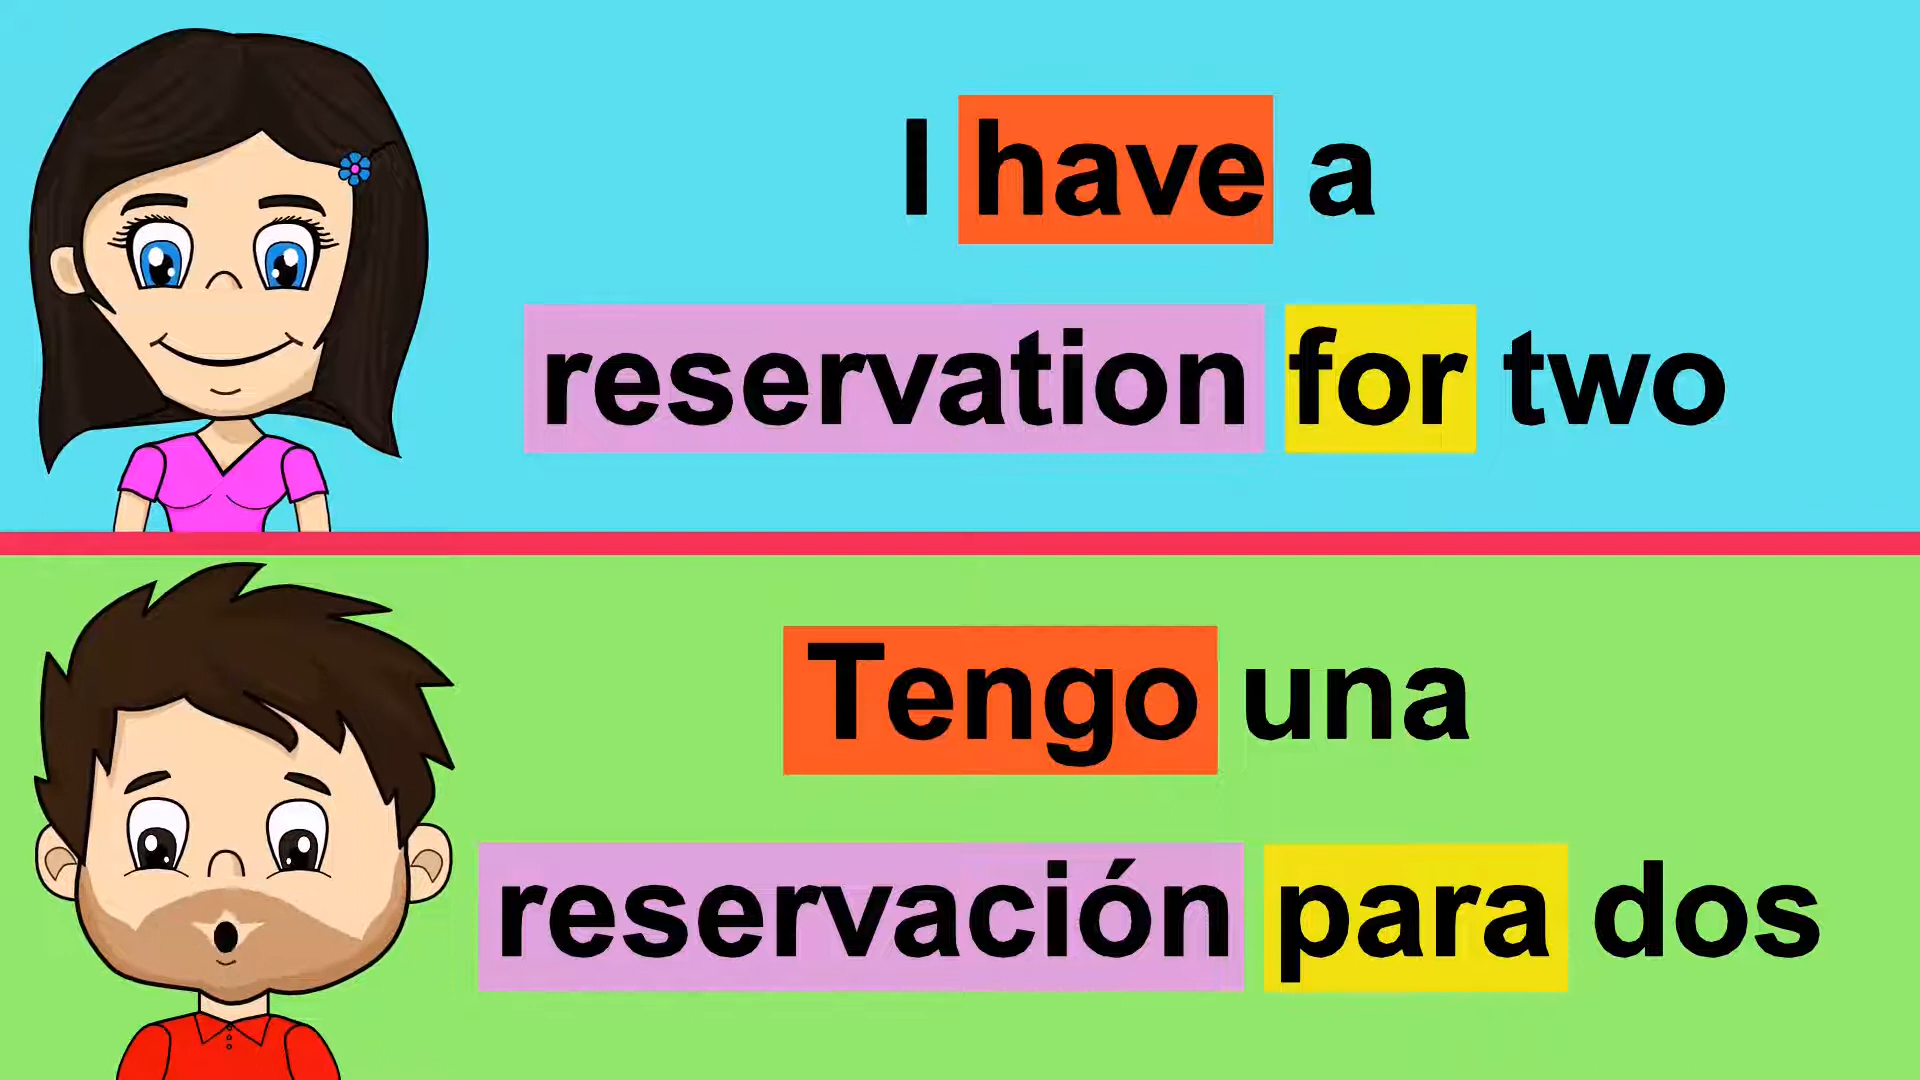 I have a
reservation for two
Tengo una
reservación para dos